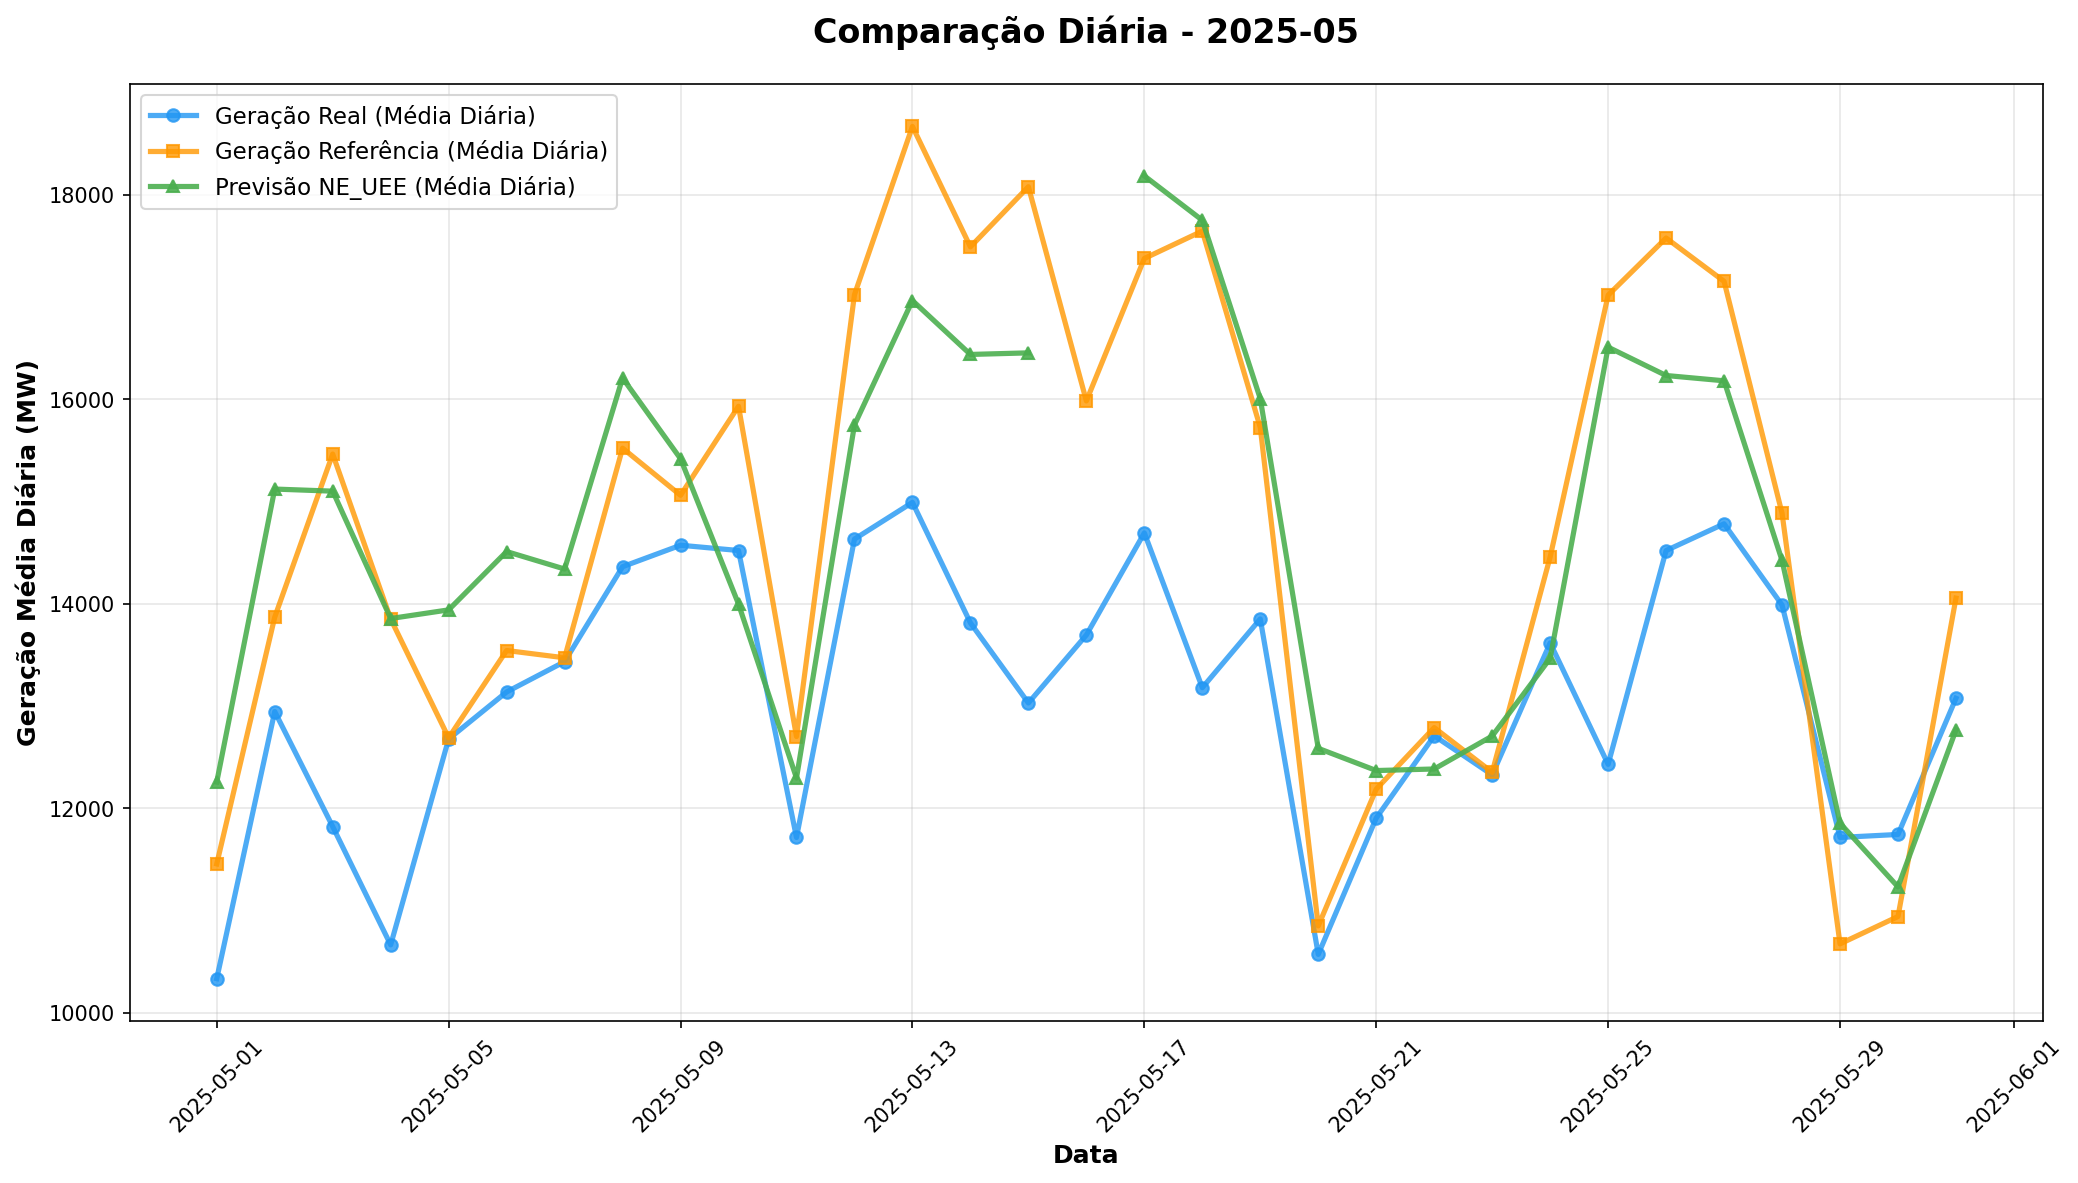 Comparação Diária - 2025-05
Geração Real (Média Diária)
Geração Referência (Média Diária)
Previsão NE_UEE (Média Diária)
Geração Média Diária (MW)
18000
16000
14000
12000
10000
2025-05-01
2025-05-05
2025-05-09
2025-05-13
2025-05-17
2025-05-21
2025-05-25
2025-05-29
2025-06-01
Data